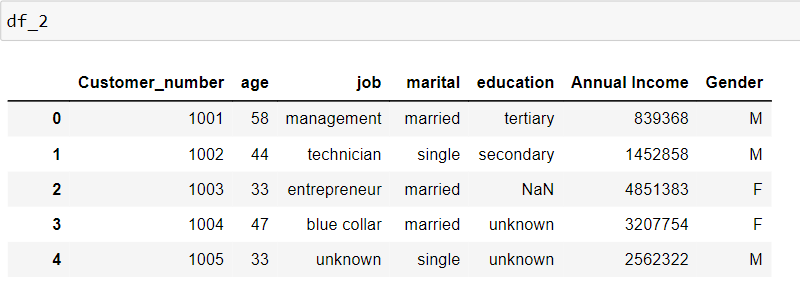 df_2
Customer_number age job marital education Annual Income Gender
0 1001 58 management married tertiary 839368 M
1 1002 44 technician single secondary 1452858 M
2 1003 33 entrepreneur married NaN 4851383 F
3 1004 47 blue collar married unknown 3207754 F
4 1005 33 unknown single unknown 2562322 M